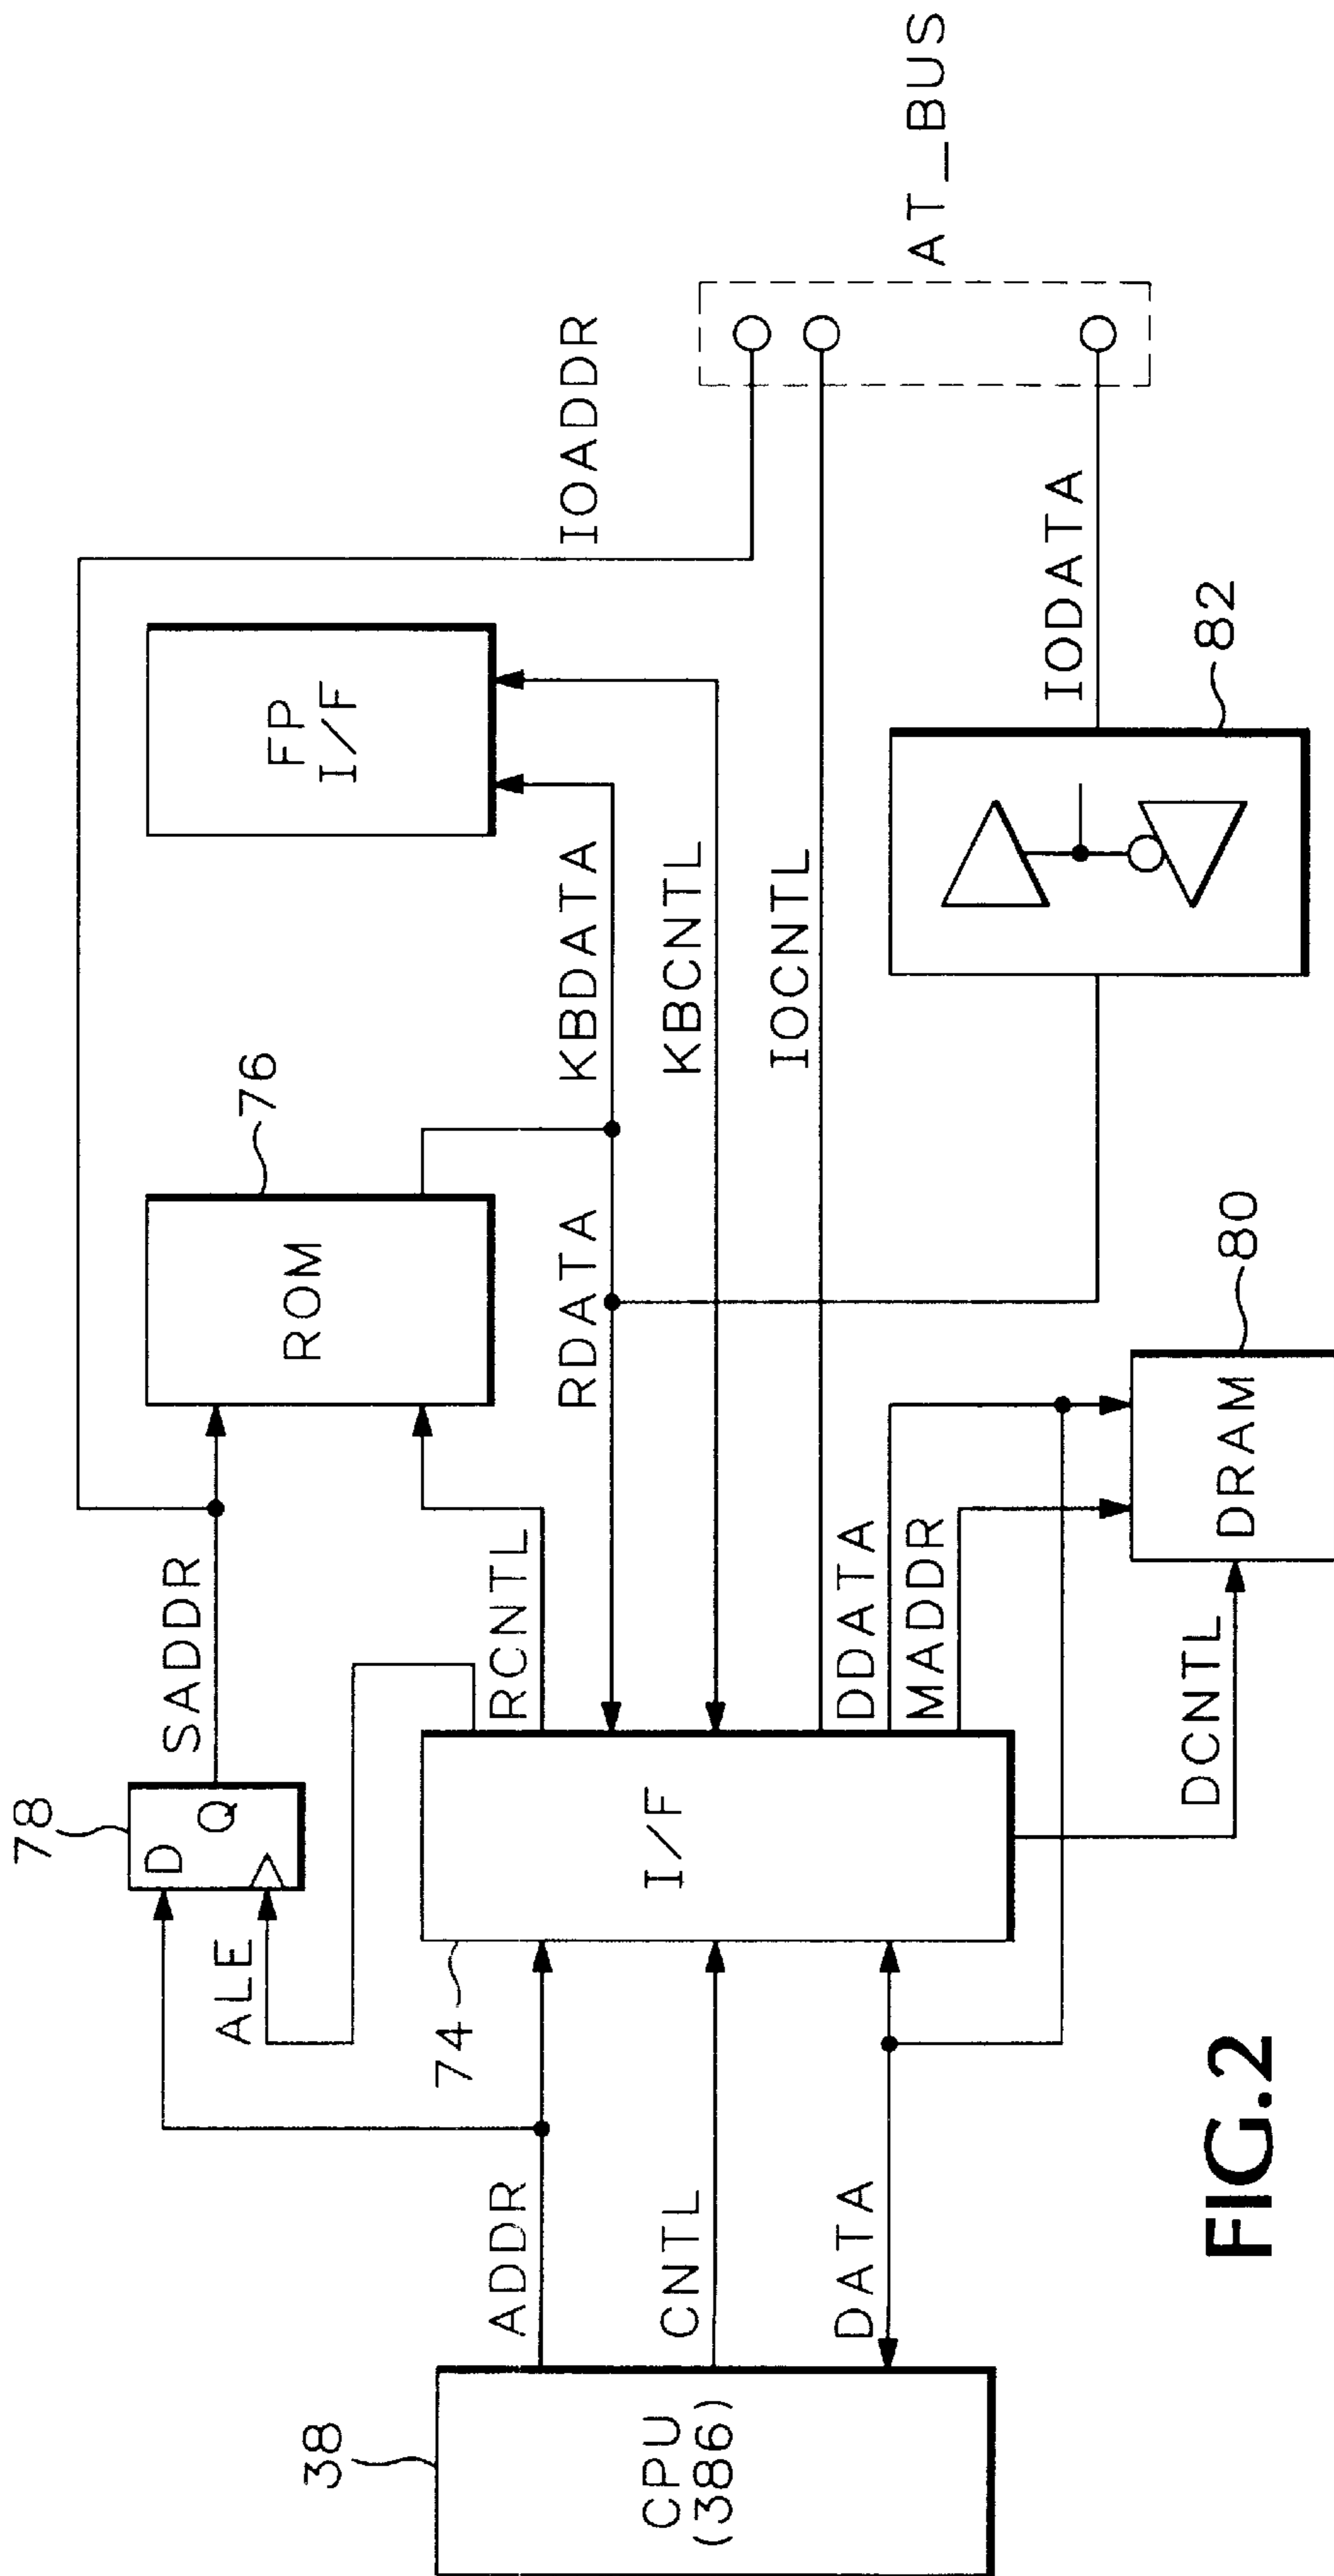 38
CPU
(386)
ADDR
CNTL
DATA
78
D
Q
ALE
74
I/F
SADDR
RCNTL
DDATA
MADDR
DCNTL
ROM
76
RDATA
KBDATA
KBCNTL
IOCNTL
DRAM
80
FP
I/F
IOADDR
IODATA
82
AT_BUS
FIG.2